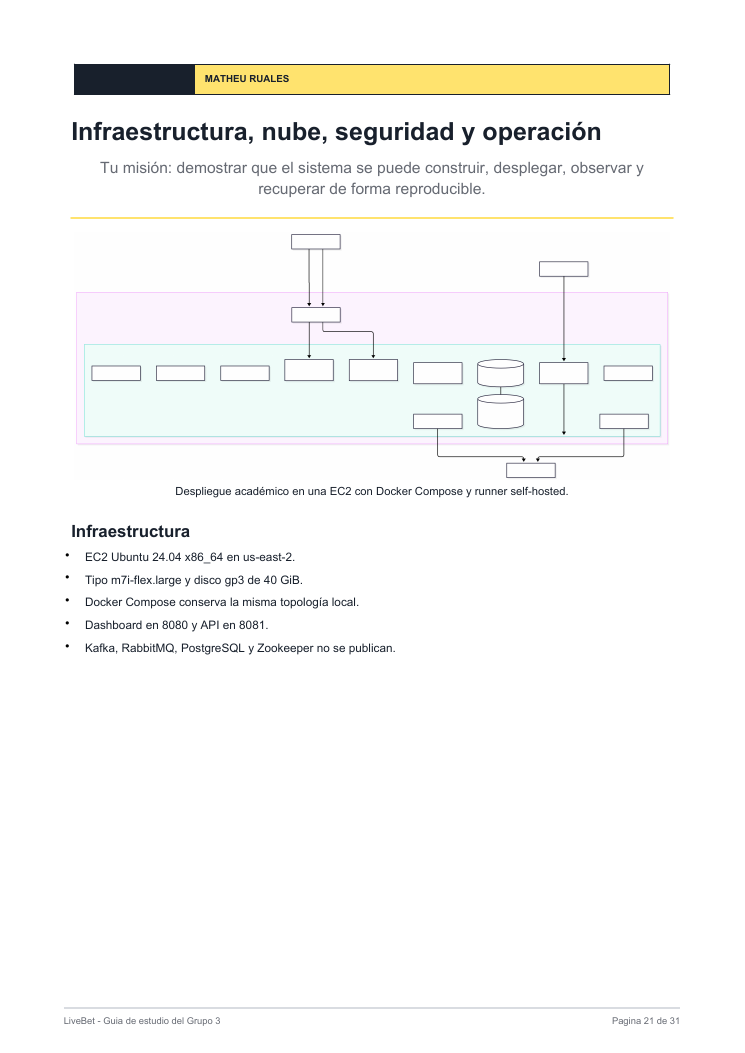 MATHEU RUALES
Infraestructura, nube, seguridad y operación
Tu misión: demostrar que el sistema se puede construir, desplegar, observar y
recuperar de forma reproducible.
Despliegue académico en una EC2 con Docker Compose y runner self-hosted.
Infraestructura
• EC2 Ubuntu 24.04 x86_64 en us-east-2.
• Tipo m7i-flex.large y disco gp3 de 40 GiB.
• Docker Compose conserva la misma topología local.
• Dashboard en 8080 y API en 8081.
• Kafka, RabbitMQ, PostgreSQL y Zookeeper no se publican.
LiveBet - Guia de estudio del Grupo 3
Pagina 21 de 31